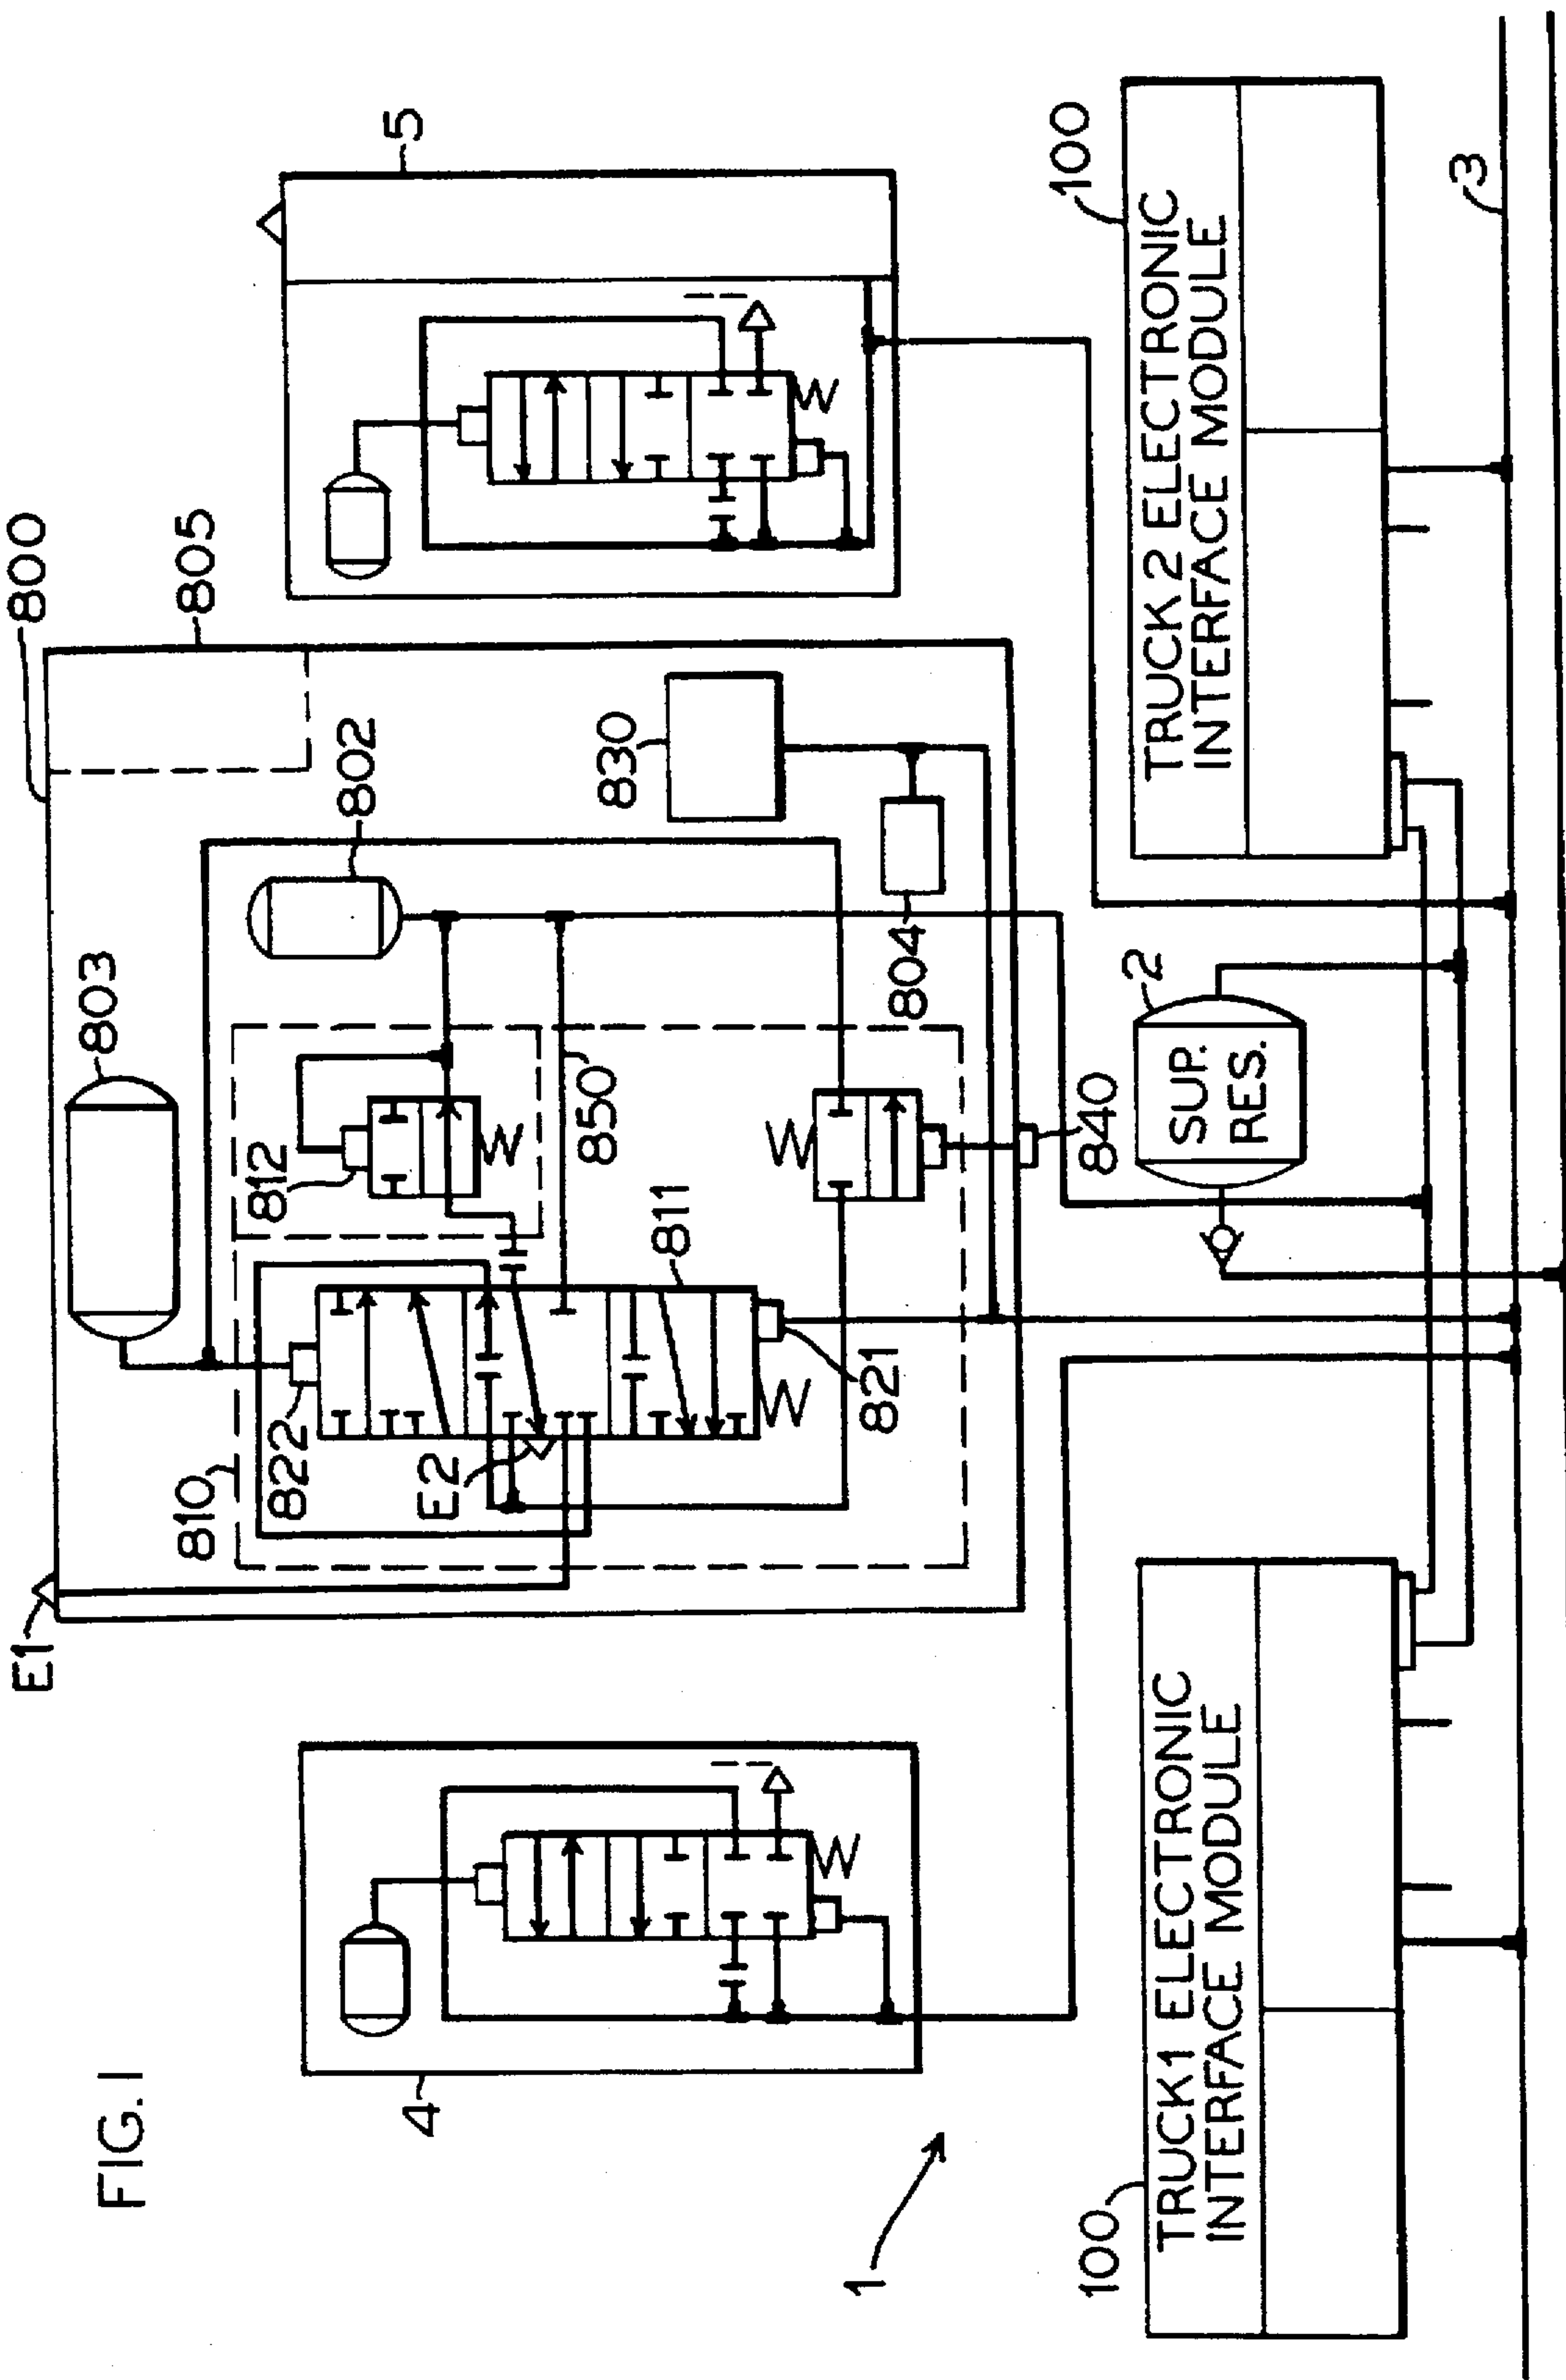 FIG.1
800
805
5
E1
803
802
830
810
822
812
850
811
804
E2
821
840
4
1
2
SUP.
RES.
3
100
TRUCK1 ELECTRONIC
INTERFACE MODULE
100
TRUCK 2 ELECTRONIC
INTERFACE MODULE